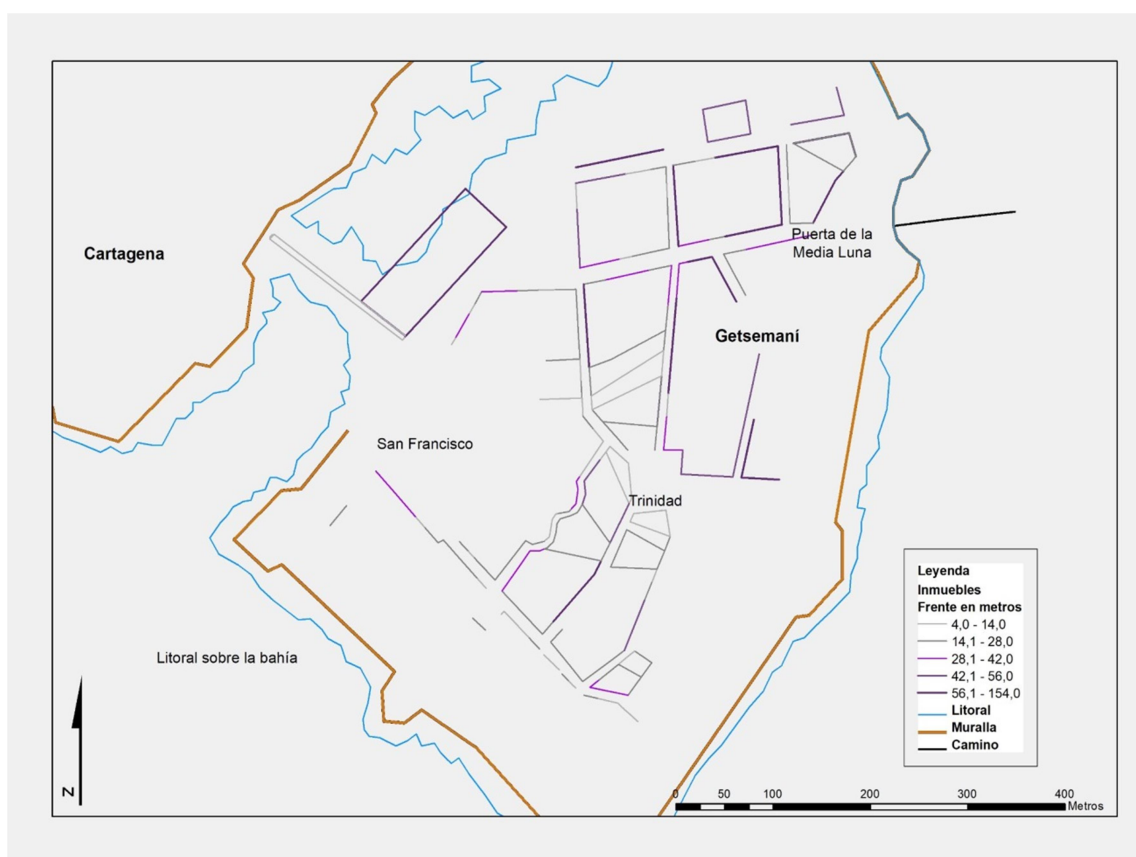 Cartagena
Puerta de la
Media Luna
Getsemaní
San Francisco
Trinidad
Litoral sobre la bahía
Leyenda
Inmuebles
Frente en metros
4,0 - 14,0
14,1 - 28,0
28,1 - 42,0
42,1 - 56,0
56,1 - 154,0
Litoral
Muralla
Camino
N
0 50 100 200 300 400
Metros